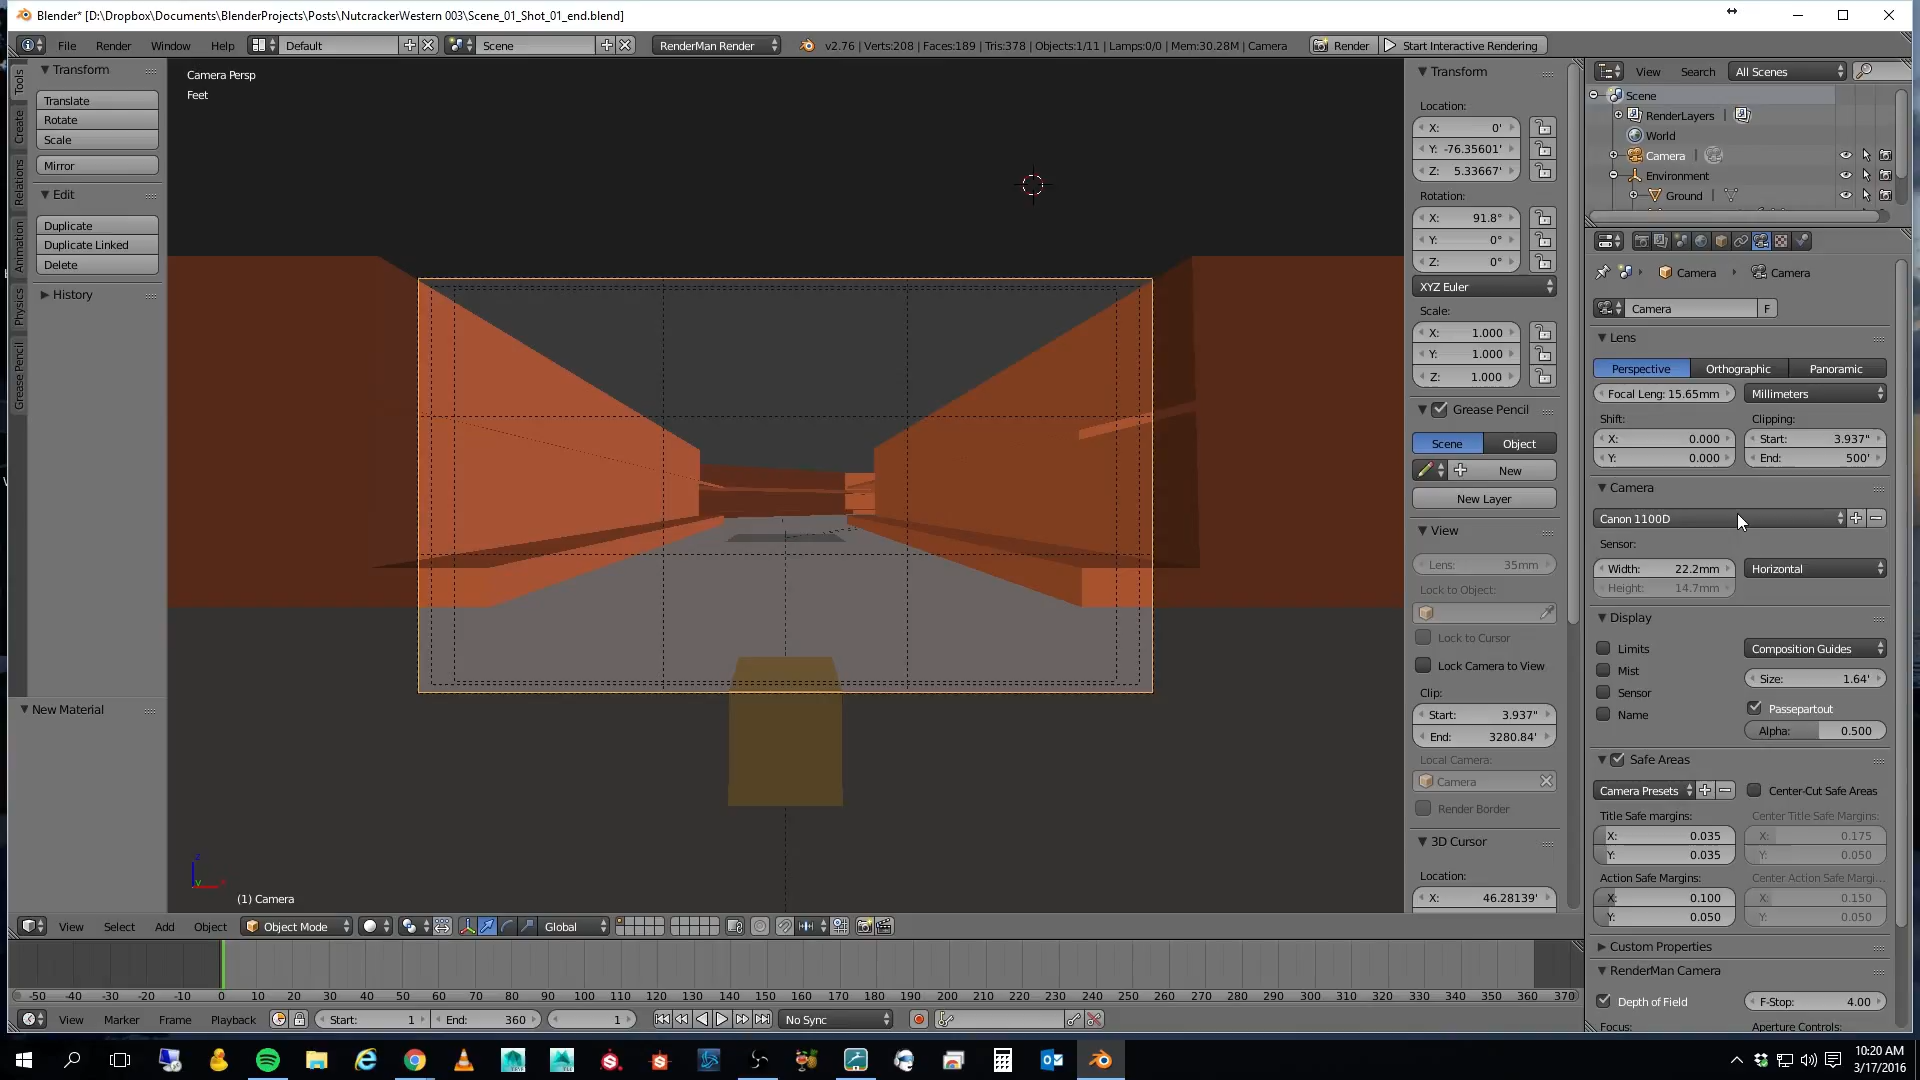 Blender* [D:\Dropbox\Documents\BlenderProjects\Posts\NutcrackerWestern 003\Scene_01_Shot_01_end.blend]
File Render Window Help Default Scene RenderMan Render v2.76 | Verts:208 | Faces:189 | Tris:378 | Objects:1/11 | Lamps:0/0 | Mem:30.28M | Camera Render Start Interactive Rendering
Tools
Create
Relations
Animation
Physics
Grease Pencil
Transform
Translate
Rotate
Scale
Mirror
Edit
Duplicate
Duplicate Linked
Delete
History
New Material
Camera Persp
Feet
(1) Camera
Transform
Location:
X: 0'
Y: -76.35601'
Z: 5.33667'
Rotation:
X: 91.8°
Y: 0°
Z: 0°
XYZ Euler
Scale:
X: 1.000
Y: 1.000
Z: 1.000
Grease Pencil
Scene Object
New
New Layer
View
Lens: 35mm
Lock to Object:
Lock to Cursor
Lock Camera to View
Clip:
Start: 3.937"
End: 3280.84'
Local Camera:
Camera
Render Border
3D Cursor
Location:
X: 46.28139'
View Search All Scenes
Scene
RenderLayers
World
Camera
Environment
Ground
Camera Camera
Camera F
Lens
Perspective Orthographic Panoramic
Focal Leng: 15.65mm Millimeters
Shift: Clipping:
X: 0.000 Start: 3.937"
Y: 0.000 End: 500'
Camera
Canon 1100D
Sensor:
Width: 22.2mm Horizontal
Height: 14.7mm
Display
Limits Composition Guides
Mist Size: 1.64'
Sensor Passepartout
Name Alpha: 0.500
Safe Areas
Camera Presets Center-Cut Safe Areas
Title Safe margins: Center Title Safe Margins:
X: 0.035 X: 0.175
Y: 0.035 Y: 0.050
Action Safe Margins: Center Action Safe Margi...
X: 0.100 X: 0.150
Y: 0.050 Y: 0.050
Custom Properties
RenderMan Camera
Depth of Field F-Stop: 4.00
Focus: Aperture Controls:
View Select Add Object Object Mode Global
-50 -40 -30 -20 -10 0 10 20 30 40 50 60 70 80 90 100 110 120 130 140 150 160 170 180 190 200 210 220 230 240 250 260 270 280 290 300 310 320 330 340 350 360 370
View Marker Frame Playback Start: 1 End: 360 1 No Sync
10:20 AM
3/17/2016